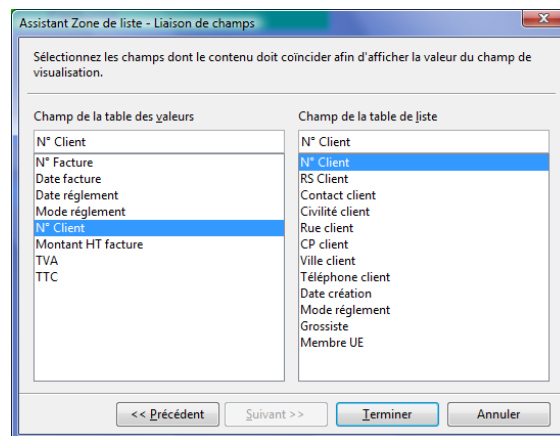 Assistant Zone de liste - Liaison de champs
Sélectionnez les champs dont le contenu doit coïncider afin d'afficher la valeur du champ de
visualisation.
Champ de la table des valeurs
N° Client
N° Facture
Date facture
Date réglement
Mode réglement
N° Client
Montant HT facture
TVA
TTC
Champ de la table de liste
N° Client
N° Client
RS Client
Contact client
Civilité client
Rue client
CP client
Ville client
Téléphone client
Date création
Mode réglement
Grossiste
Membre UE
<< Précédent
Suivant >>
Terminer
Annuler